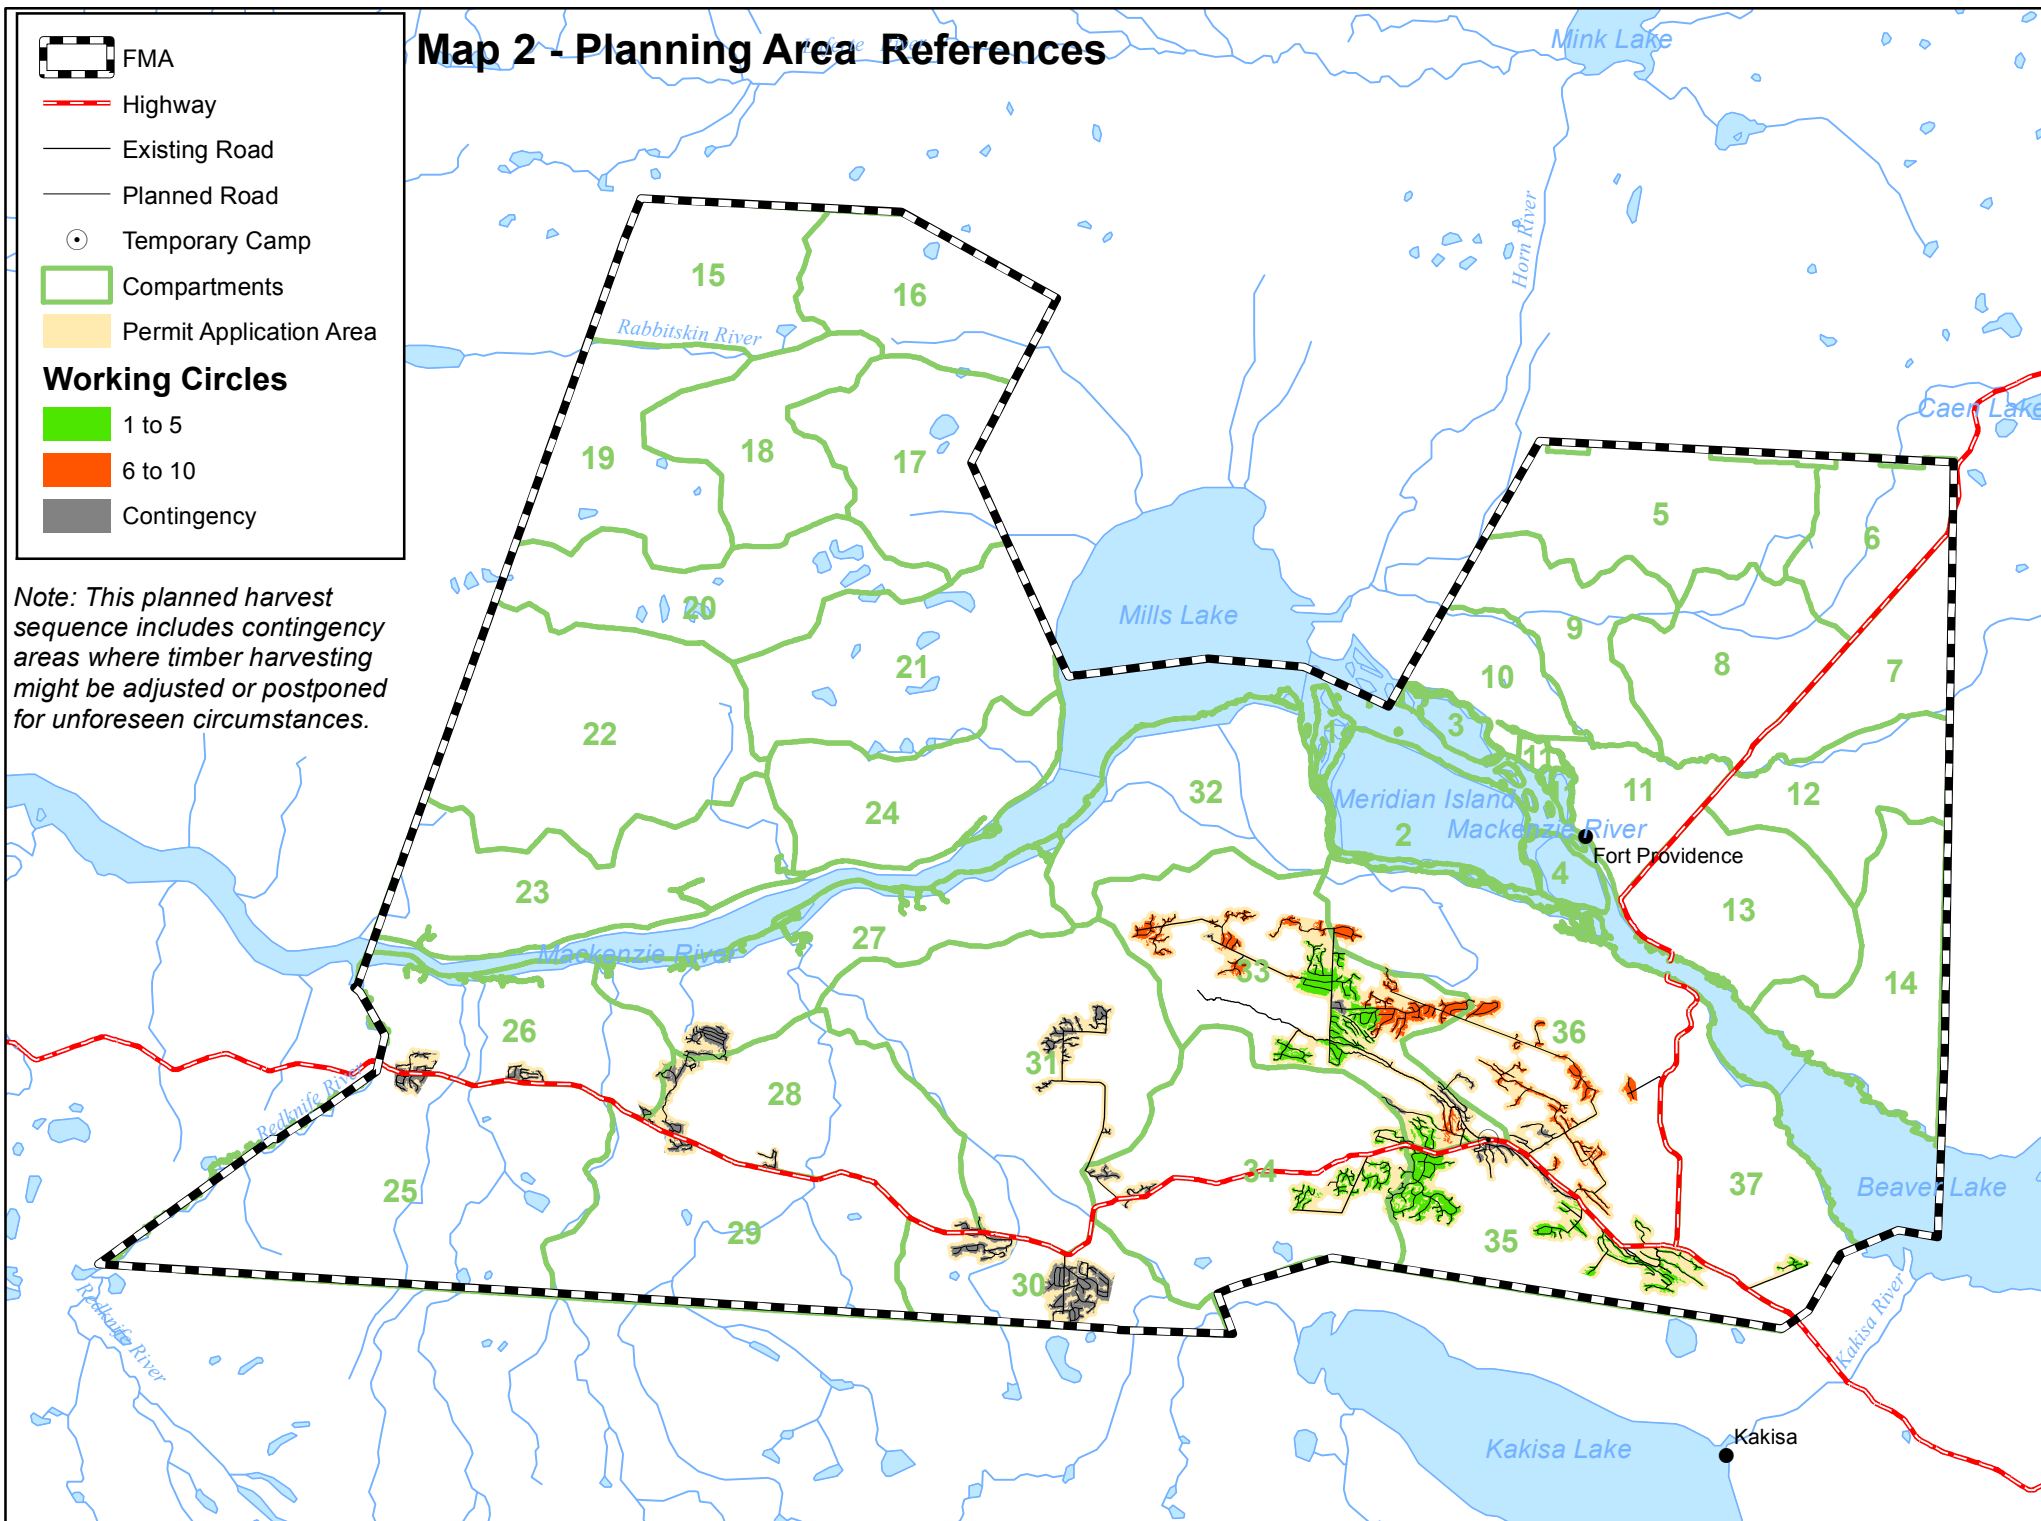 Map 2 - Planning Area References
FMA
Highway
Existing Road
Planned Road
Temporary Camp
Compartments
Permit Application Area
Working Circles
1 to 5
6 to 10
Contingency
Note: This planned harvest
sequence includes contingency
areas where timber harvesting
might be adjusted or postponed
for unforeseen circumstances.
Mink Lake
Horn River
15
16
Rabbitskin River
Caen Lake
19
18
17
5
6
20
Mills Lake
9
21
8
7
10
22
3
11
32
Meridian Island
11
12
24
2
Mackenzie River
Fort Providence
4
23
13
27
Mackenzie River
33
14
26
36
31
28
Redknife River
25
34
37
Beaver Lake
29
35
30
Redknife River
Kakisa River
Kakisa Lake
Kakisa